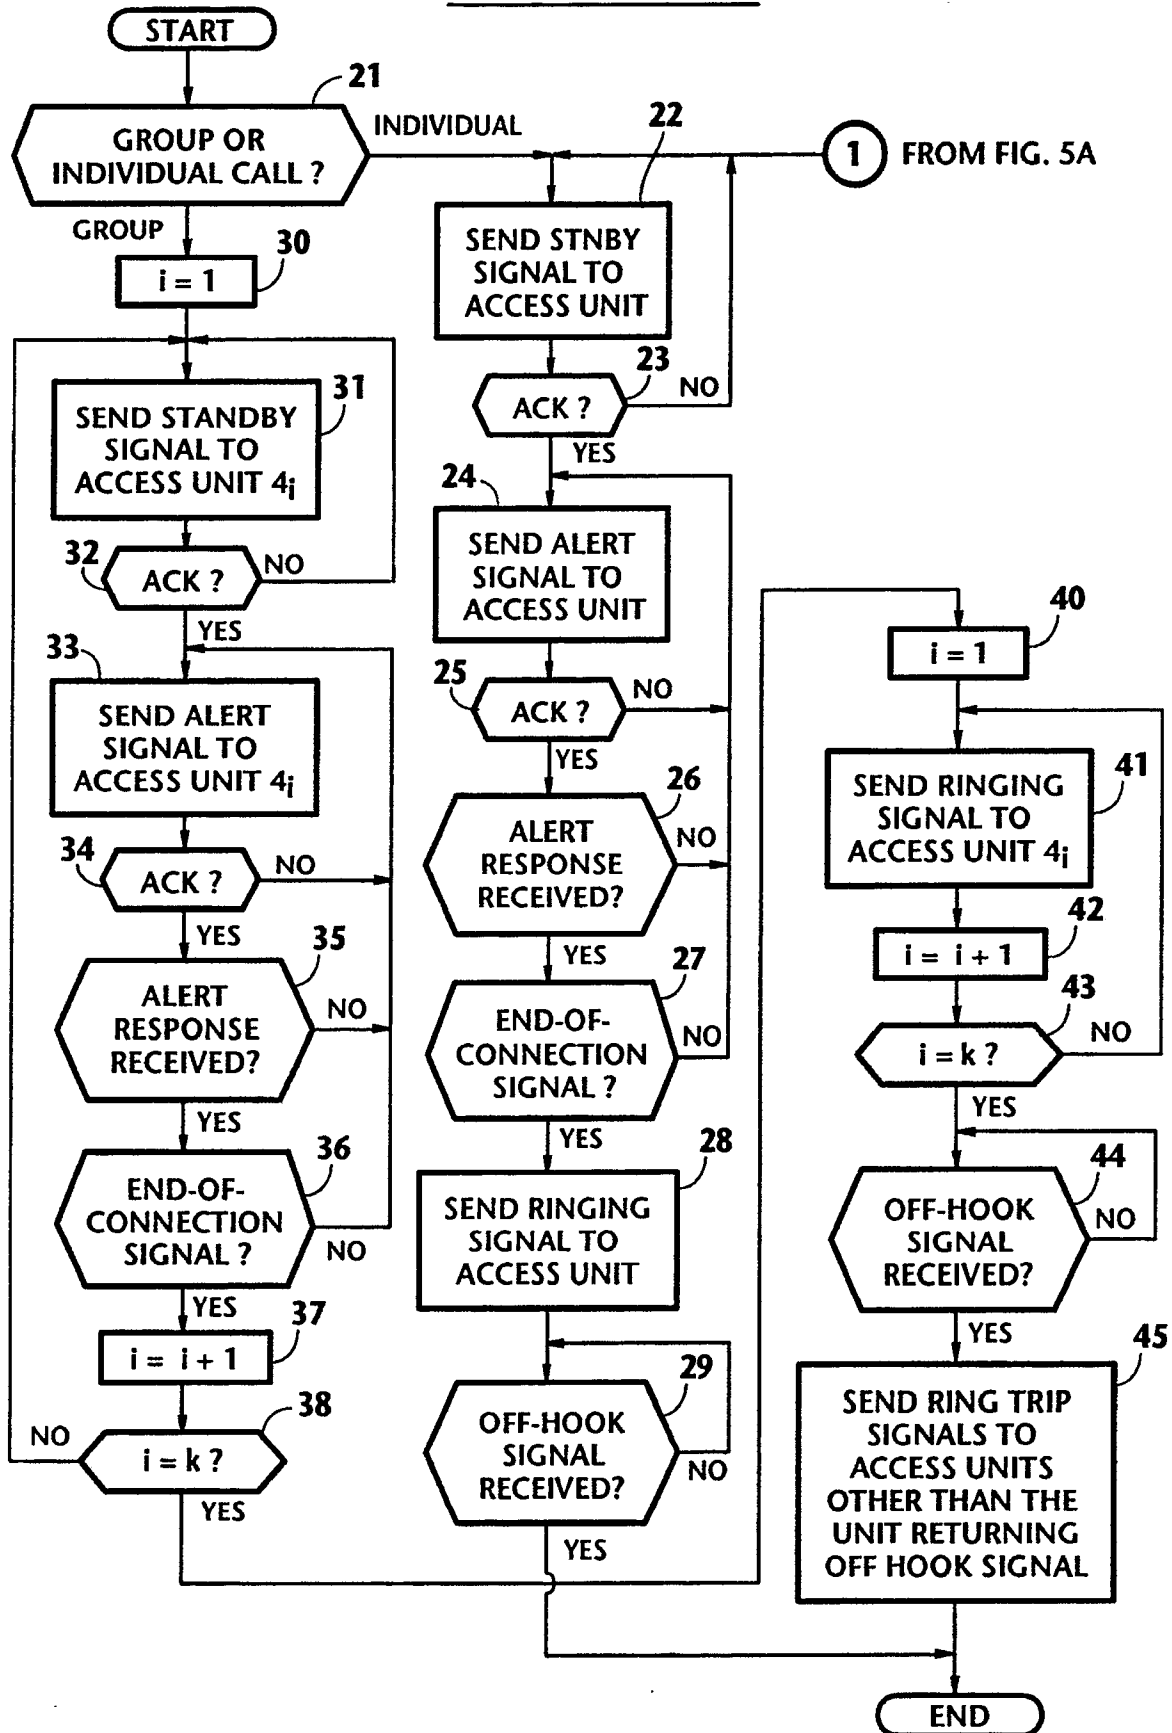 START
21
GROUP OR
INDIVIDUAL CALL ?
INDIVIDUAL
GROUP
30
i = 1
31
SEND STANDBY
SIGNAL TO
ACCESS UNIT 4i
32
ACK ?
NO
YES
33
SEND ALERT
SIGNAL TO
ACCESS UNIT 4i
34
ACK ?
NO
YES
35
ALERT
RESPONSE
RECEIVED?
NO
YES
36
END-OF-
CONNECTION
SIGNAL ?
NO
YES
37
i = i + 1
38
i = k ?
NO
YES
1
FROM FIG. 5A
22
SEND STNBY
SIGNAL TO
ACCESS UNIT
23
ACK ?
NO
YES
24
SEND ALERT
SIGNAL TO
ACCESS UNIT
25
ACK ?
NO
YES
26
ALERT
RESPONSE
RECEIVED?
NO
YES
27
END-OF-
CONNECTION
SIGNAL ?
NO
YES
28
SEND RINGING
SIGNAL TO
ACCESS UNIT
29
OFF-HOOK
SIGNAL
RECEIVED?
NO
YES
40
i = 1
41
SEND RINGING
SIGNAL TO
ACCESS UNIT 4i
42
i = i + 1
43
i = k ?
NO
YES
44
OFF-HOOK
SIGNAL
RECEIVED?
NO
YES
45
SEND RING TRIP
SIGNALS TO
ACCESS UNITS
OTHER THAN THE
UNIT RETURNING
OFF HOOK SIGNAL
END